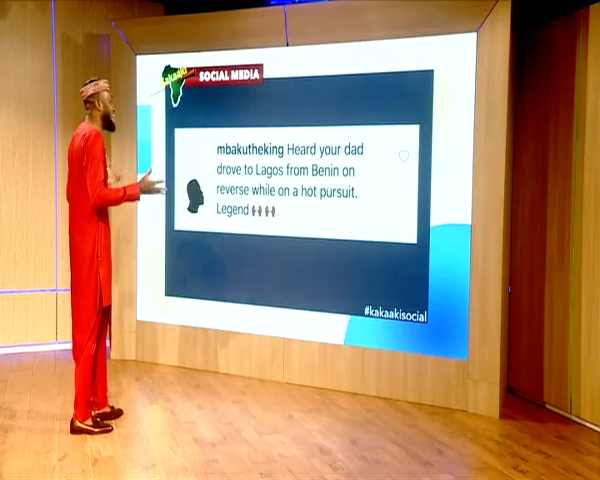 kakaaki
SOCIAL MEDIA
mbakutheking Heard your dad
drove to Lagos from Benin on
reverse while on a hot pursuit.
Legend 🙌🏿🙌🏿
#kakaakisocial